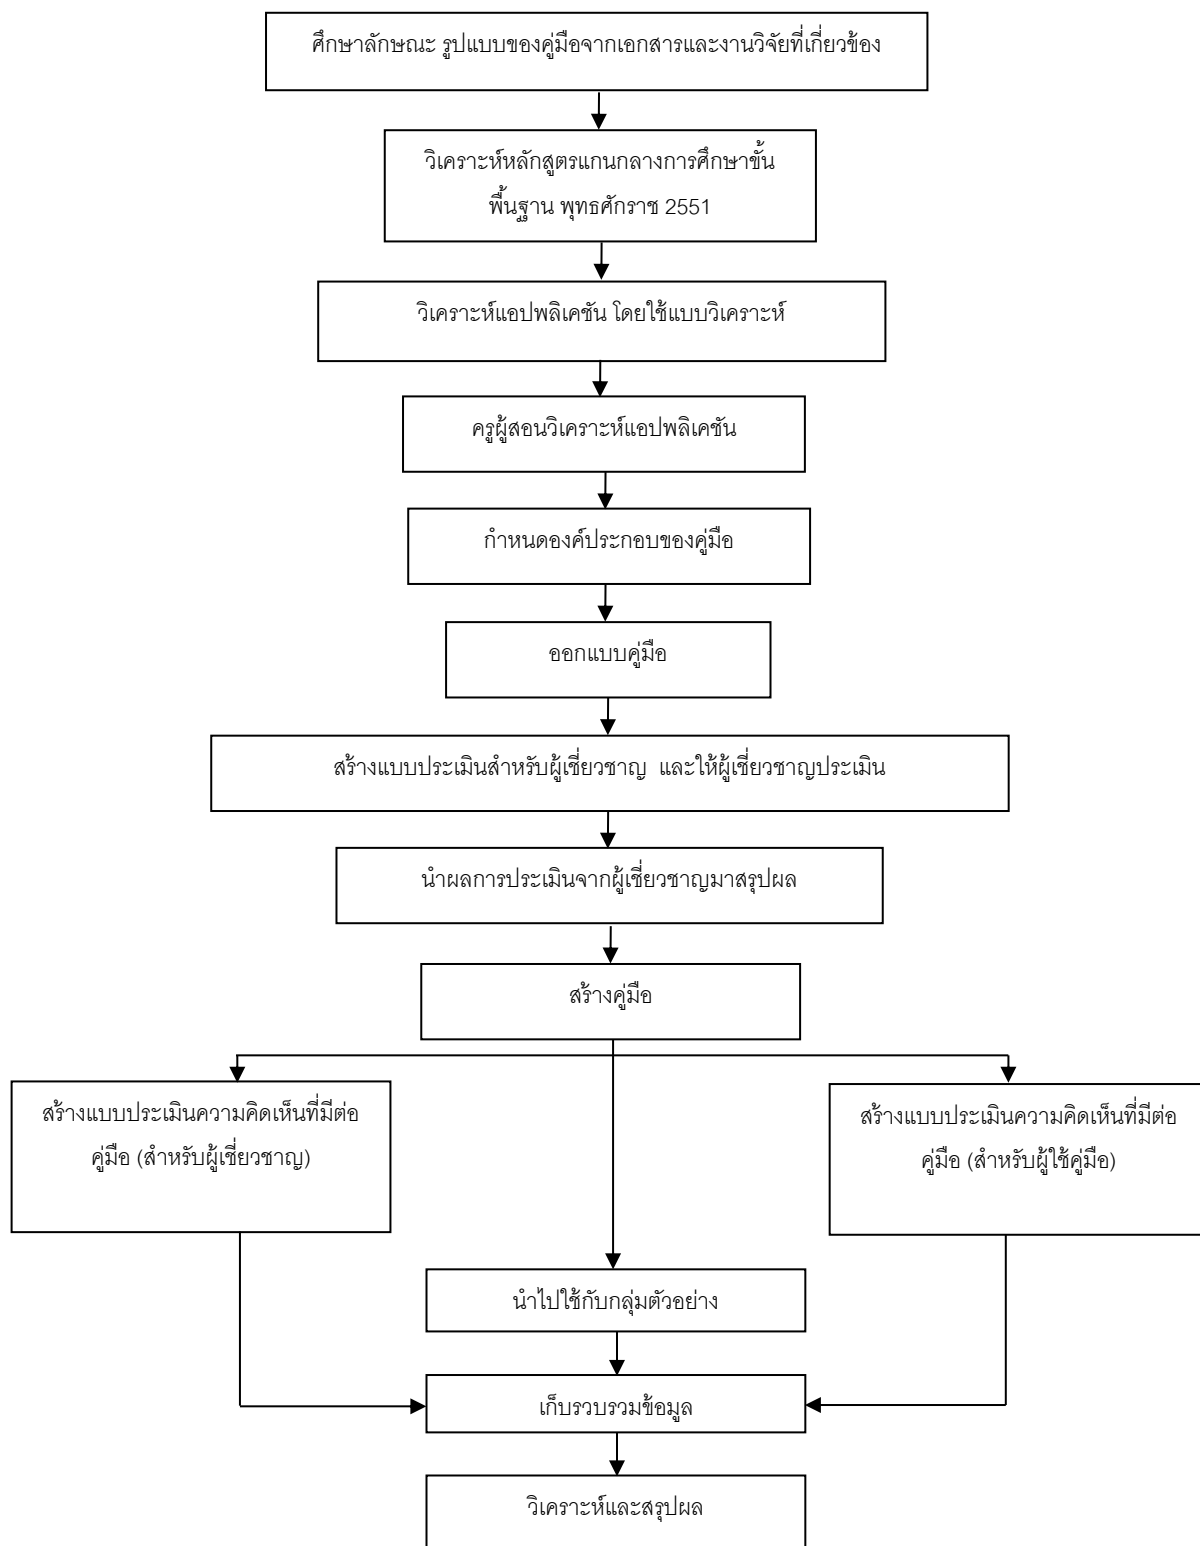 ศึกษาลักษณะ รูปแบบของคู่มือจากเอกสารและงานวิจัยที่เกี่ยวข้อง
วิเคราะห์หลักสูตรแกนกลางการศึกษาขั้น
พื้นฐาน พุทธศักราช 2551
วิเคราะห์แอปพลิเคชัน โดยใช้แบบวิเคราะห์
ครูผู้สอนวิเคราะห์แอปพลิเคชัน
กำหนดองค์ประกอบของคู่มือ
ออกแบบคู่มือ
สร้างแบบประเมินสำหรับผู้เชี่ยวชาญ และให้ผู้เชี่ยวชาญประเมิน
นำผลการประเมินจากผู้เชี่ยวชาญมาสรุปผล
สร้างคู่มือ
สร้างแบบประเมินความคิดเห็นที่มีต่อ
คู่มือ (สำหรับผู้เชี่ยวชาญ)
สร้างแบบประเมินความคิดเห็นที่มีต่อ
คู่มือ (สำหรับผู้ใช้คู่มือ)
นำไปใช้กับกลุ่มตัวอย่าง
เก็บรวบรวมข้อมูล
วิเคราะห์และสรุปผล